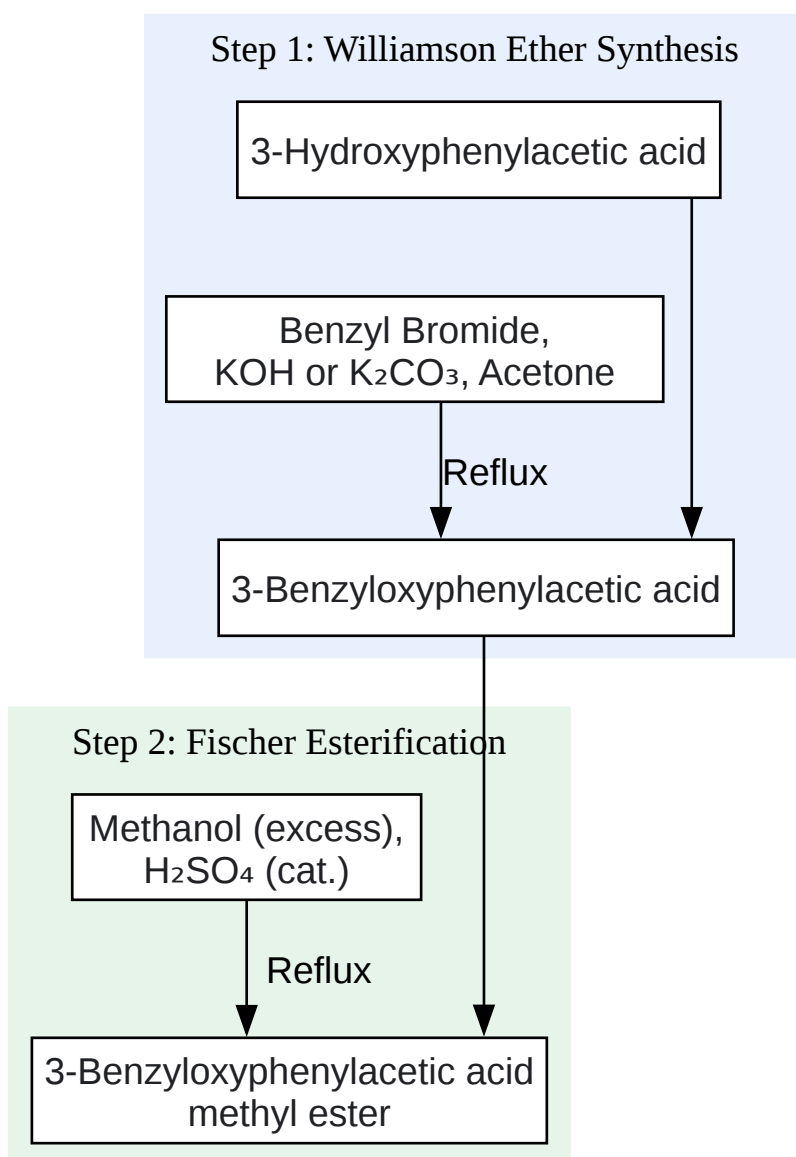 Step 1: Williamson Ether Synthesis
3-Hydroxyphenylacetic acid
Benzyl Bromide,
KOH or K₂CO₃, Acetone
Reflux
3-Benzyloxyphenylacetic acid
Step 2: Fischer Esterification
Methanol (excess),
H₂SO₄ (cat.)
Reflux
3-Benzyloxyphenylacetic acid
methyl ester